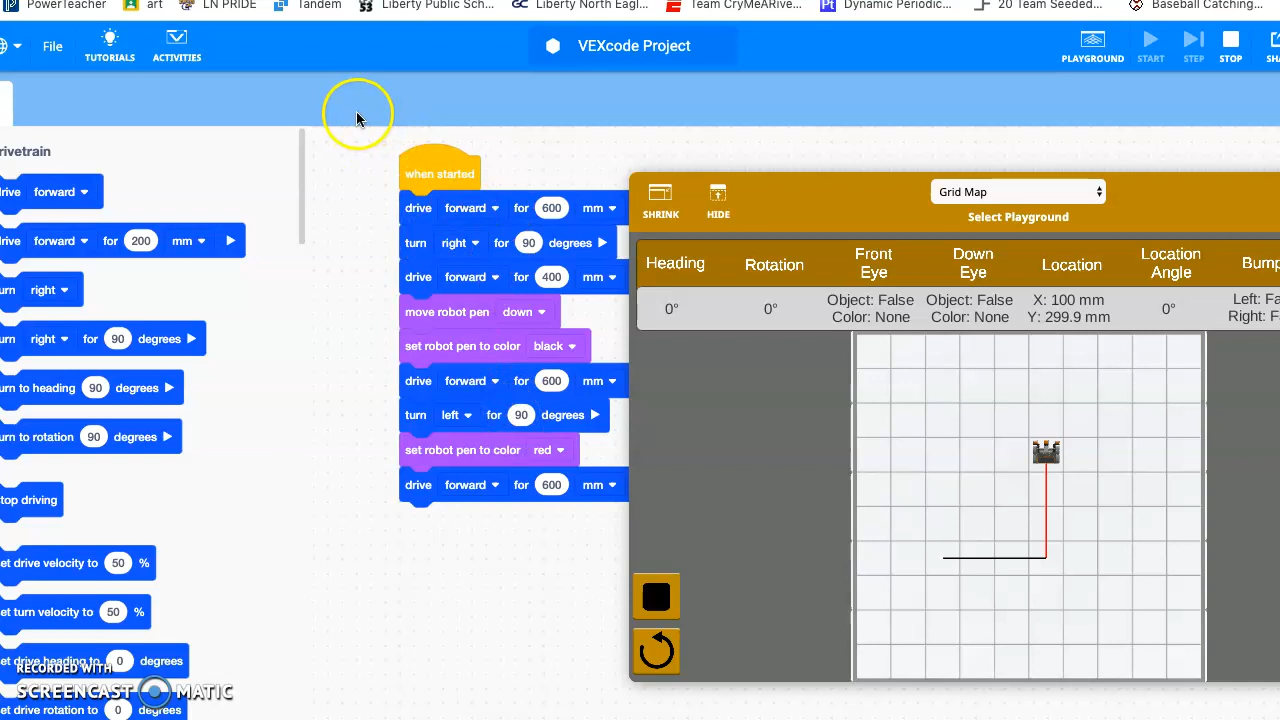 PowerTeacher art LN PRIDE Tandem Liberty Public Sch... Liberty North Eagl... Team CryMeARive... Dynamic Periodic... 20 Team Seeded... Baseball Catching...
File TUTORIALS ACTIVITIES VEXcode Project PLAYGROUND START STEP STOP SHA
rivetrain
rive forward
rive forward for 200 mm
urn right
urn right for 90 degrees
urn to heading 90 degrees
urn to rotation 90 degrees
top driving
et drive velocity to 50 %
et turn velocity to 50 %
et drive heading to 0 degrees
et drive rotation to 0 degrees
RECORDED WITH
SCREENCAST MATIC
when started
drive forward for 600 mm
turn right for 90 degrees
drive forward for 400 mm
move robot pen down
set robot pen to color black
drive forward for 600 mm
turn left for 90 degrees
set robot pen to color red
drive forward for 600 mm
SHRINK HIDE Grid Map
Select Playground
Heading Rotation Front Eye Down Eye Location Location Angle Bump
0° 0° Object: False Color: None Object: False Color: None X: 100 mm Y: 299.9 mm 0° Left: Fa Right: F